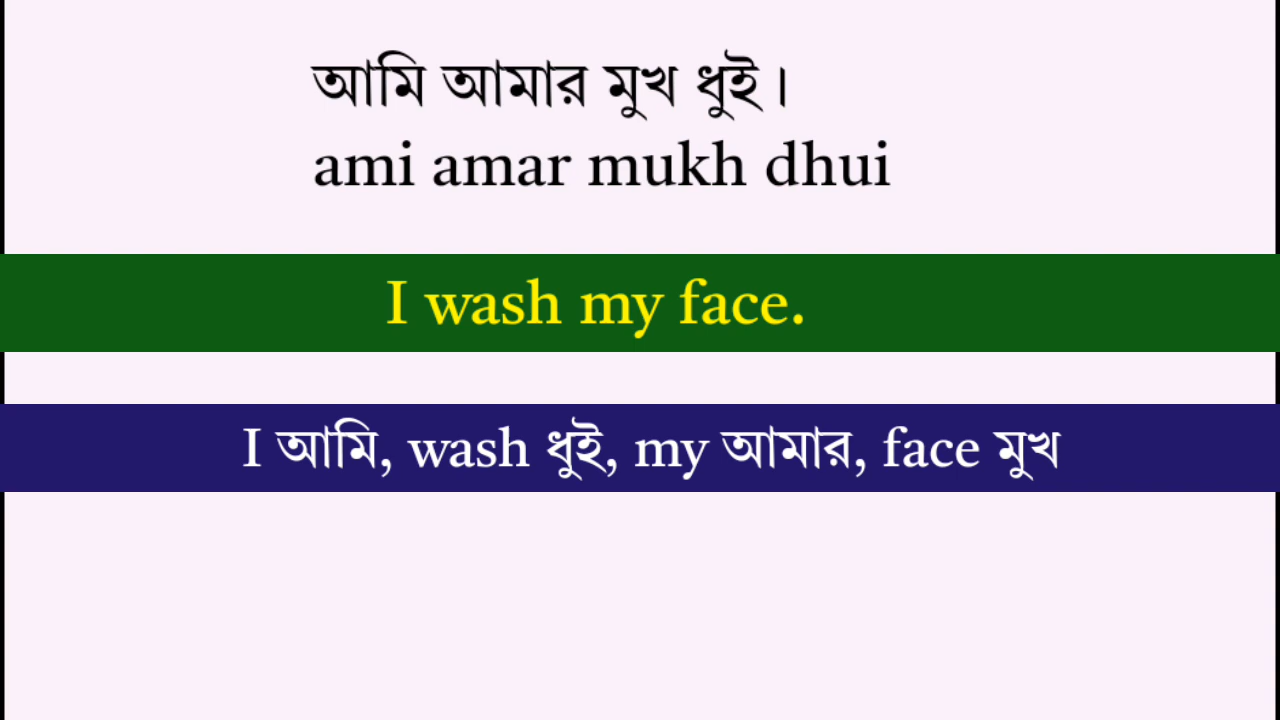 আমি আমার মুখ ধুই।
ami amar mukh dhui
I wash my face.
I আমি, wash ধুই, my আমার, face মুখ